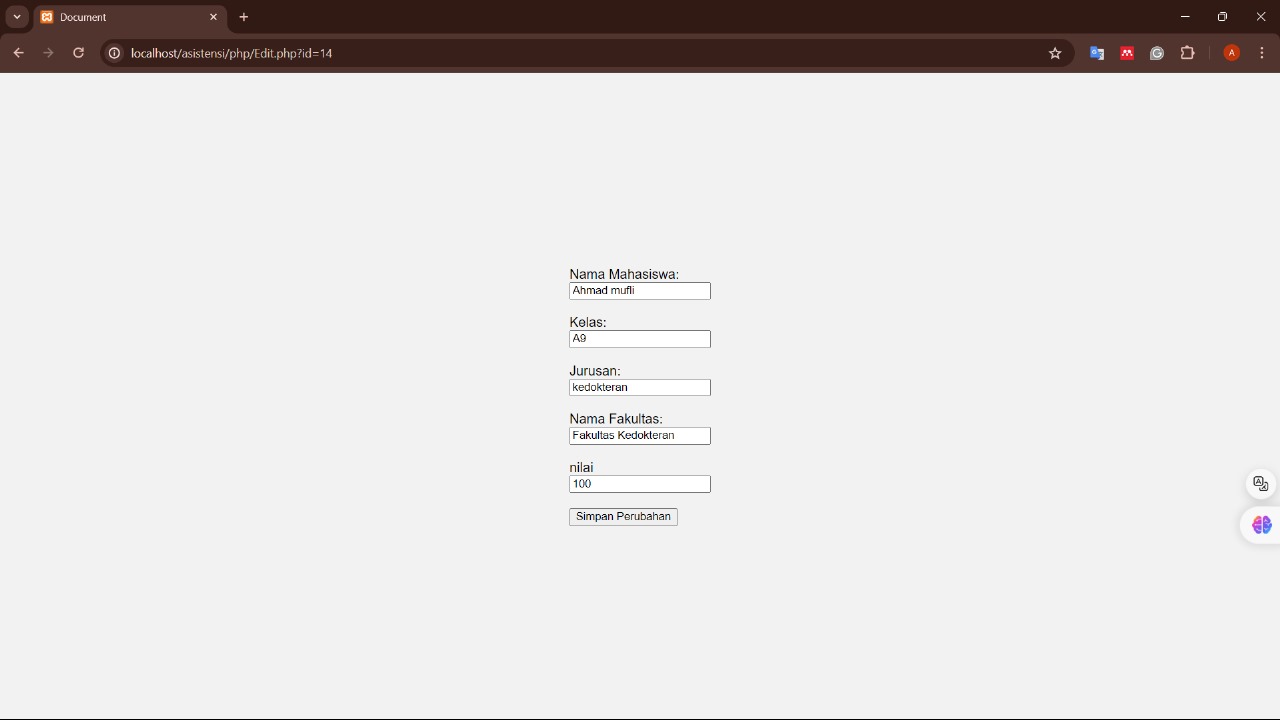 Document
localhost/asistensi/php/Edit.php?id=14
A
Nama Mahasiswa:
Ahmad mufli
Kelas:
A9
Jurusan:
kedokteran
Nama Fakultas:
Fakultas Kedokteran
nilai
100
Simpan Perubahan